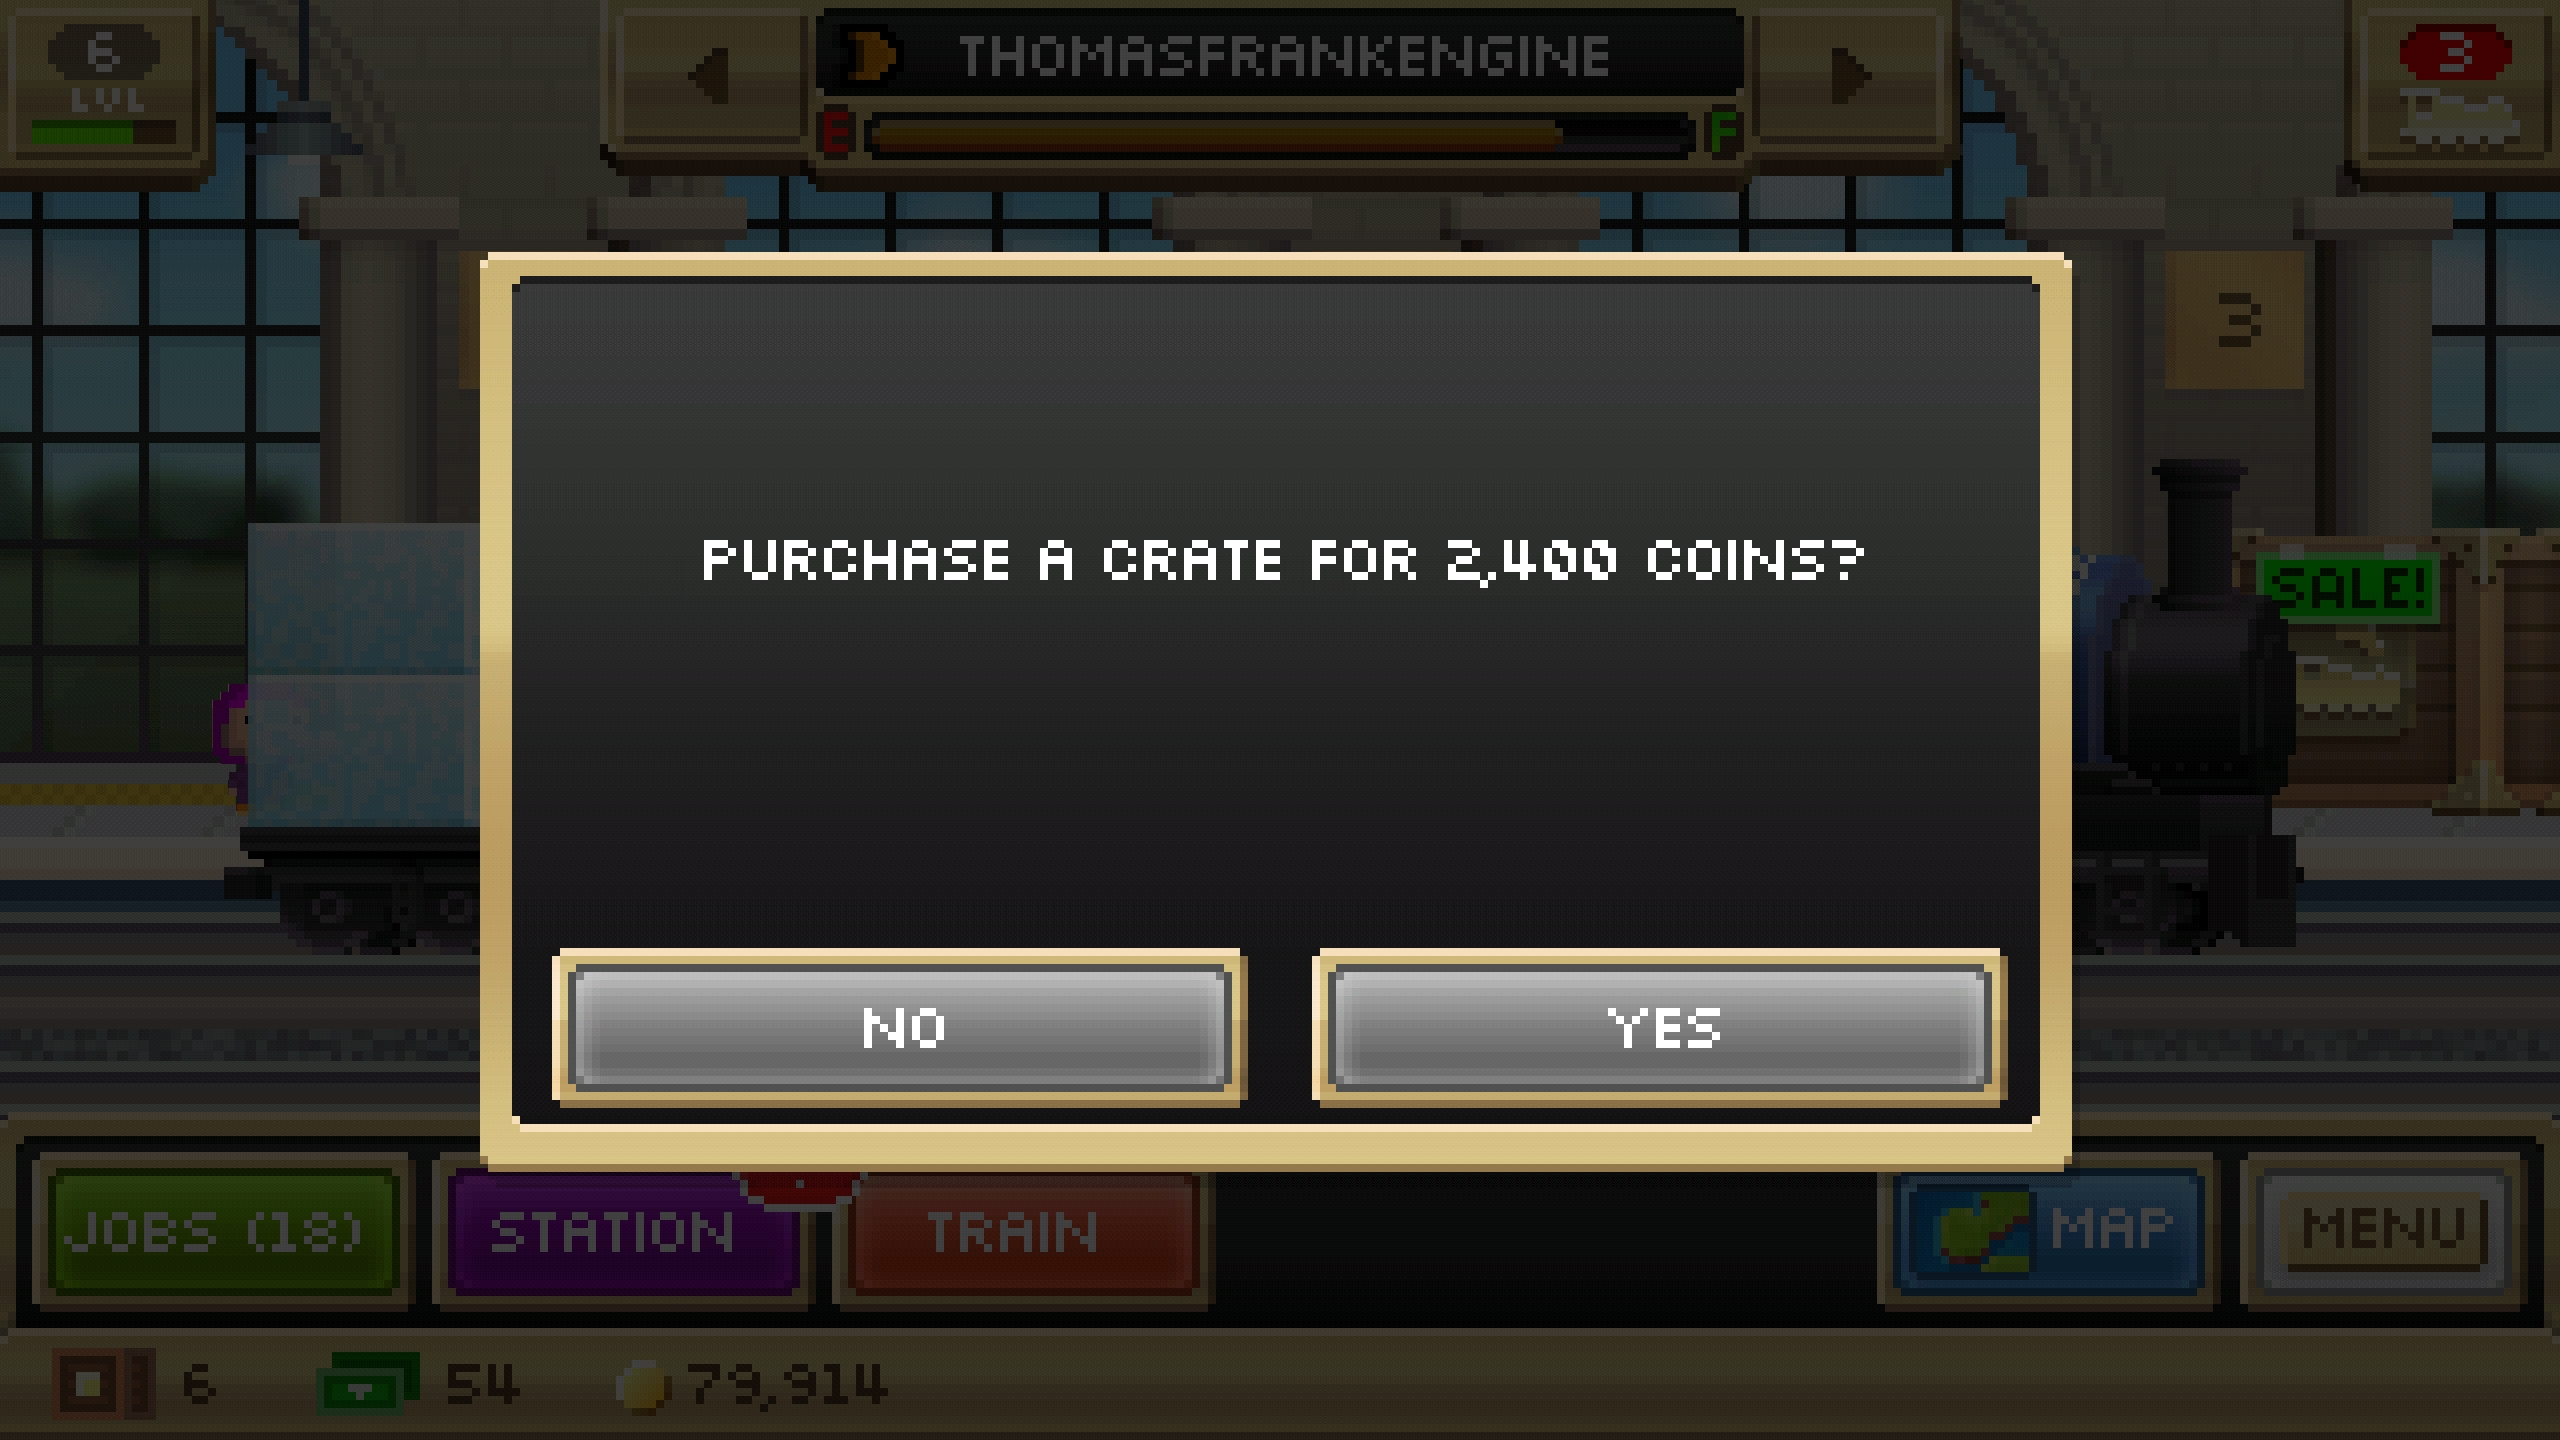 6
LVL
THOMASFRANKENGINE
E F
3
3
SALE!
PURCHASE A CRATE FOR 2,400 COINS?
NO YES
JOBS (18) STATION TRAIN MAP MENU
6 54 79,914